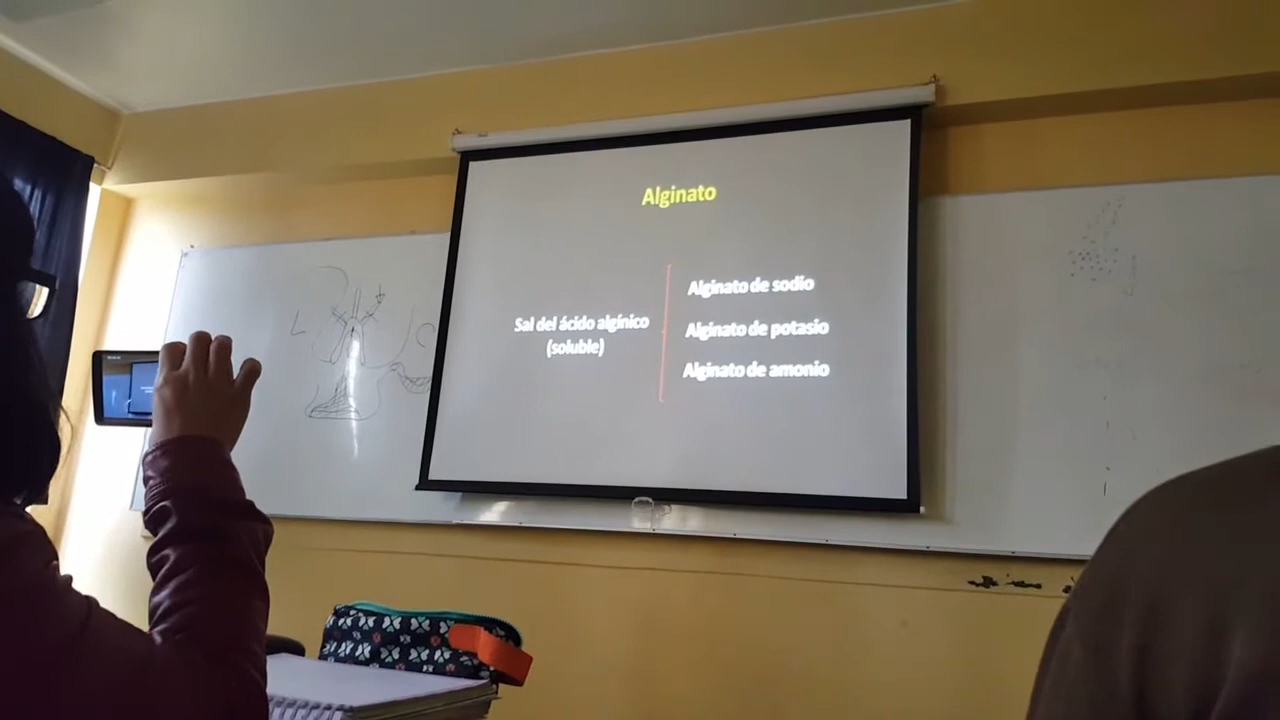 Alginato
Sal del ácido algínico
(soluble)
Alginato de sodio
Alginato de potasio
Alginato de amonio